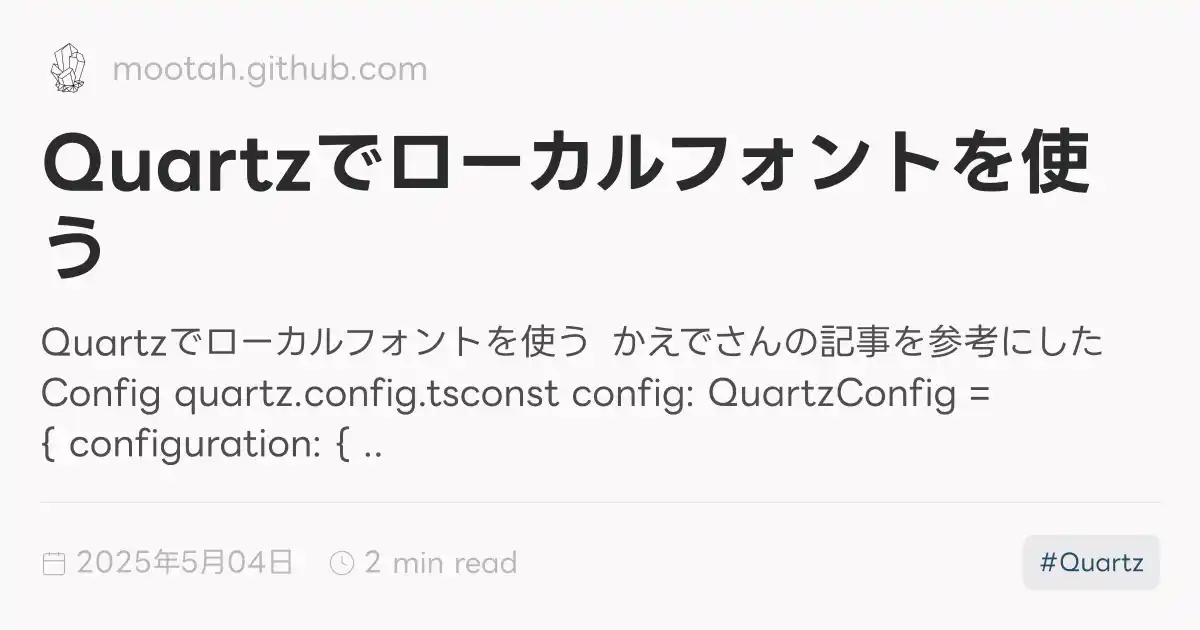 mootah.github.com
Quartzでローカルフォントを使
う
Quartzでローカルフォントを使う かえでさんの記事を参考にした
Config quartz.config.tsconst config: QuartzConfig =
{ configuration: { ..
2025年5月04日 2 min read #Quartz